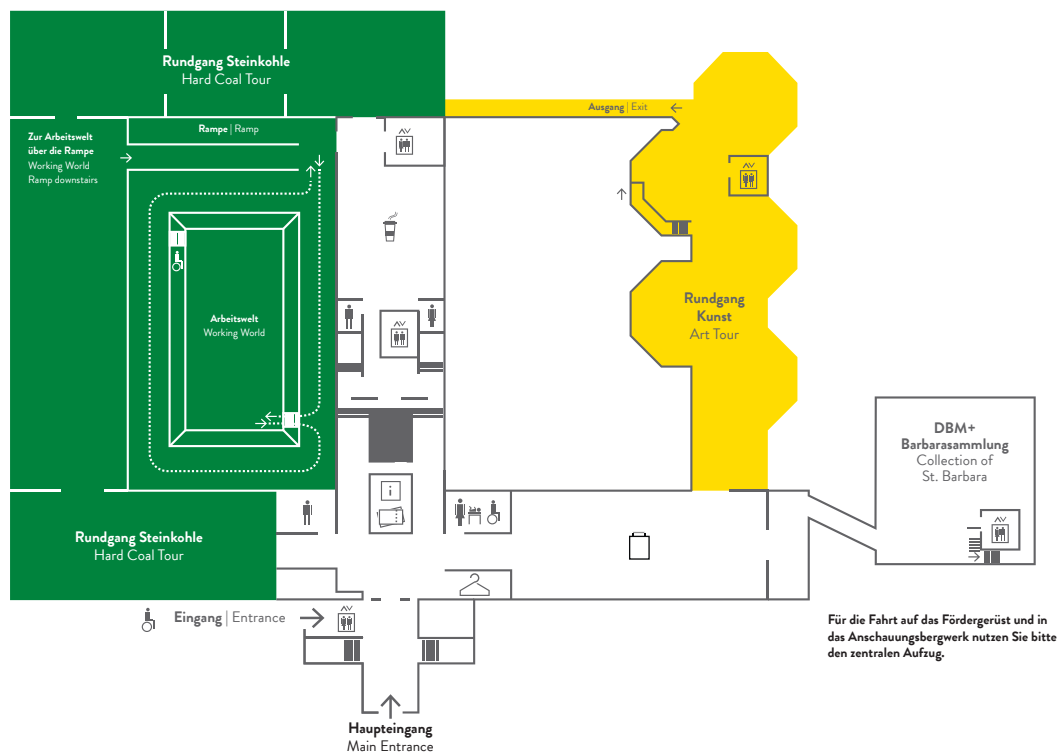 Rundgang Steinkohle
Hard Coal Tour
Ausgang | Exit
Zur Arbeitswelt
über die Rampe
Working World
Ramp downstairs
Rampe | Ramp
Arbeitswelt
Working World
Rundgang
Kunst
Art Tour
DBM+
Barbarasammlung
Collection of
St. Barbara
i
Rundgang Steinkohle
Hard Coal Tour
Eingang | Entrance
Für die Fahrt auf das Fördergerüst und in
das Anschauungsbergwerk nutzen Sie bitte
den zentralen Aufzug.
Haupteingang
Main Entrance